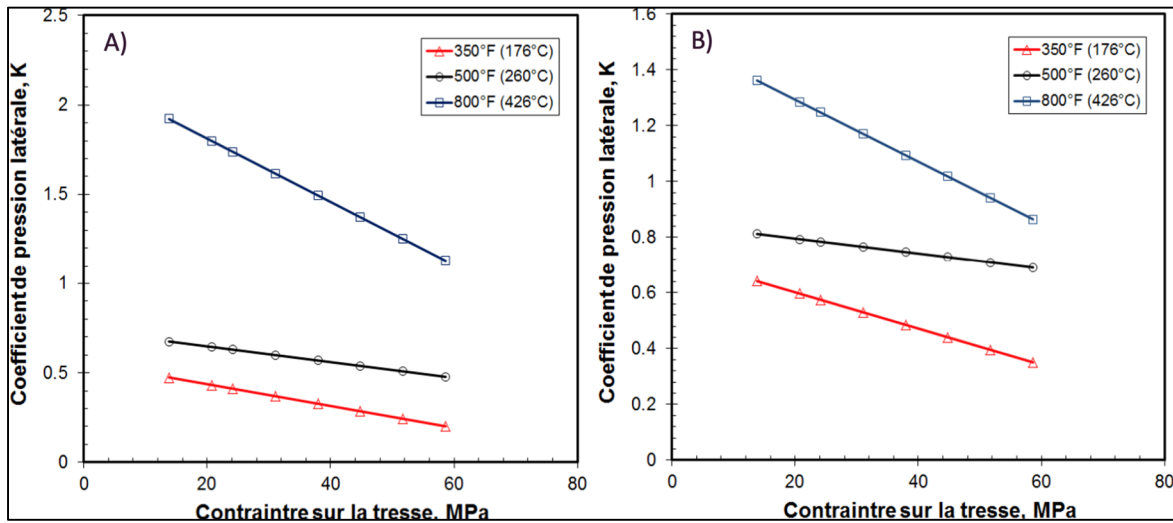 A)
350°F (176°C)
500°F (260°C)
800°F (426°C)
2.5
2
1.5
1
0.5
0
0
20
40
60
80
Coefficient de pression latérale, K
Contraintre sur la tresse, MPa
B)
350°F (176°C)
500°F (260°C)
800°F (426°C)
1.6
1.4
1.2
1
0.8
0.6
0.4
0.2
0
0
20
40
60
80
Coefficient de pression latérale, K
Contraintre sur la tresse, MPa